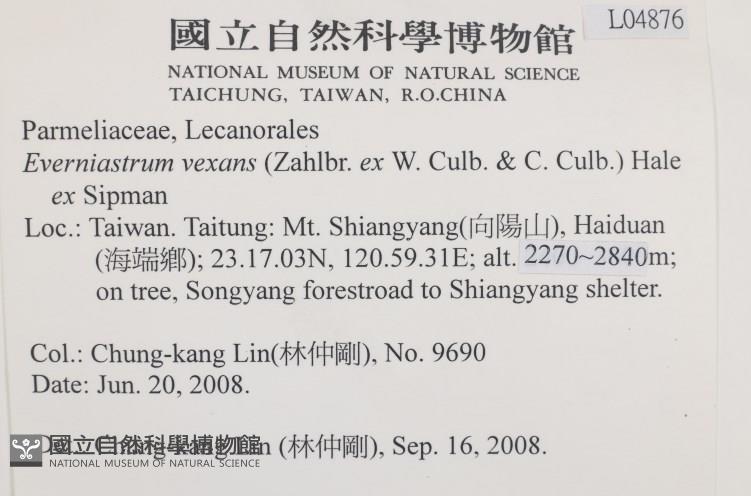 L04876
國立自然科學博物館
NATIONAL MUSEUM OF NATURAL SCIENCE
TAICHUNG, TAIWAN, R.O.CHINA
Parmeliaceae, Lecanorales
Everniastrum vexans (Zahlbr. ex W. Culb. & C. Culb.) Hale
ex Sipman
Loc.: Taiwan. Taitung: Mt. Shiangyang(向陽山), Haiduan
(海端鄉); 23.17.03N, 120.59.31E; alt. 2270~2840m;
on tree, Songyang forestroad to Shiangyang shelter.
Col.: Chung-kang Lin(林仲剛), No. 9690
Date: Jun. 20, 2008.
Det.: Chung-kang Lin (林仲剛), Sep. 16, 2008.
國立自然科學博物館
NATIONAL MUSEUM OF NATURAL SCIENCE